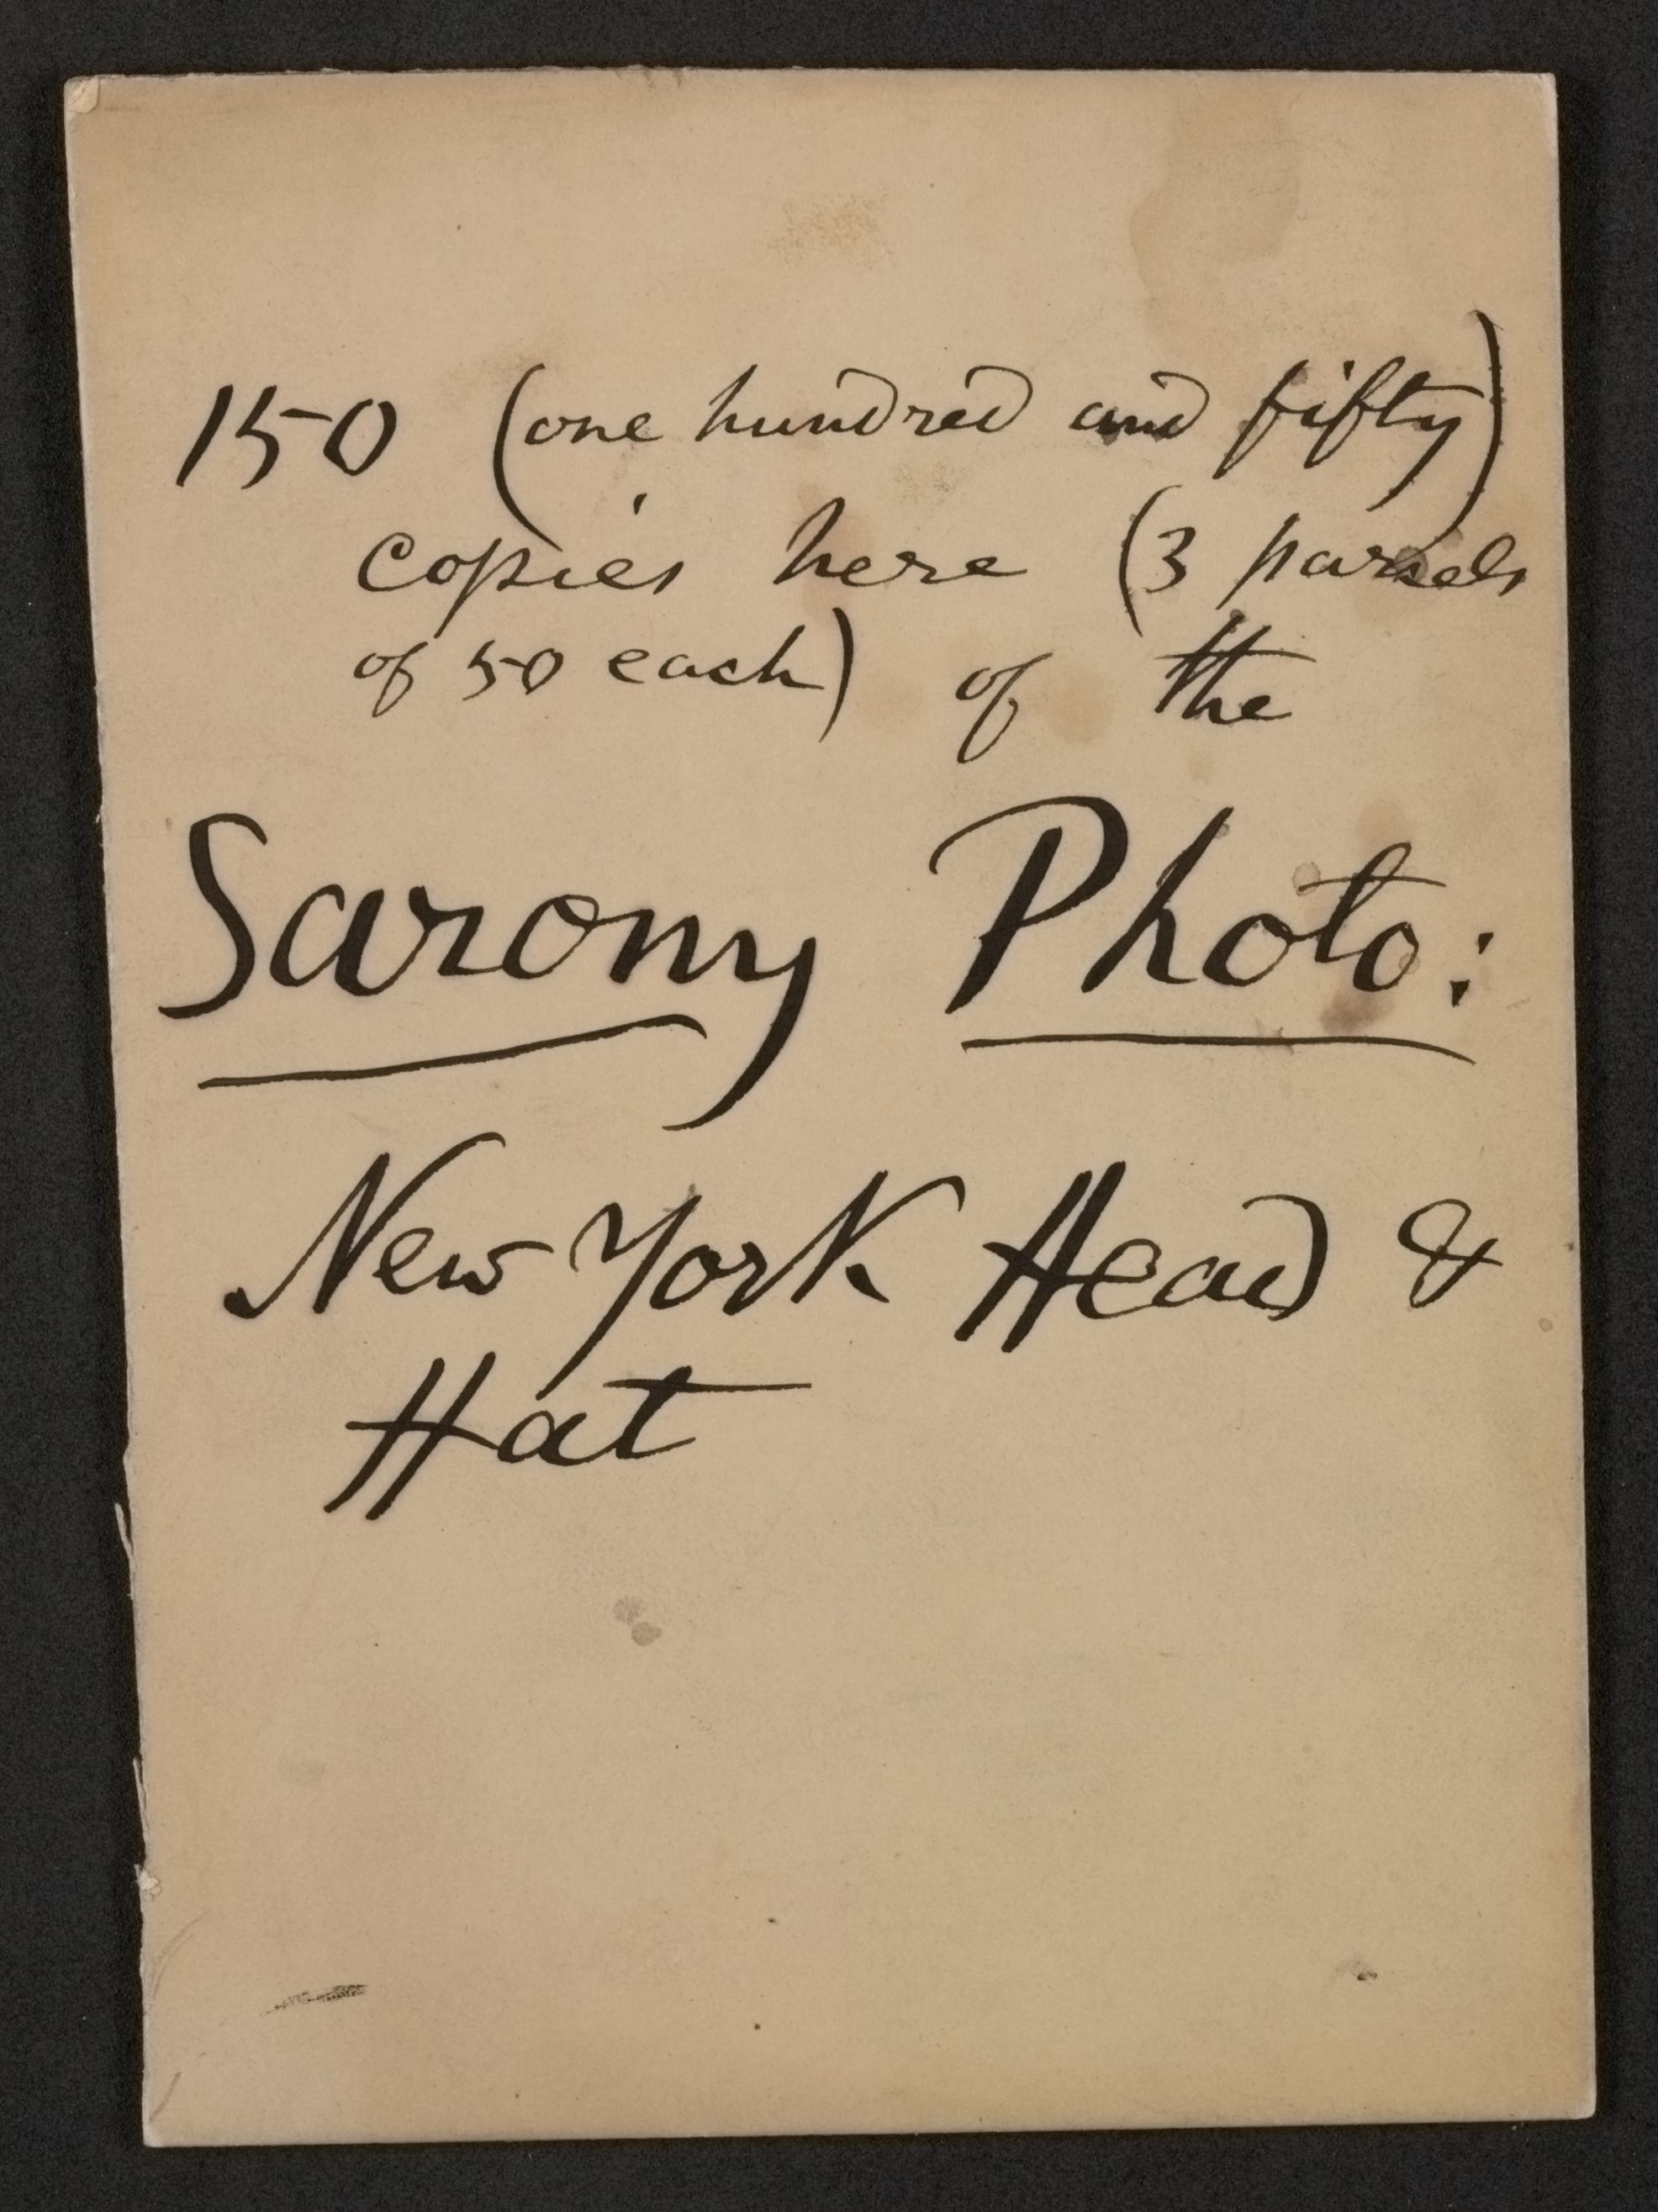 150 (one hundred and fifty)
copies here (3 parcels
of 50 each) of the
Sarony Photo:
New York Head &
Hat